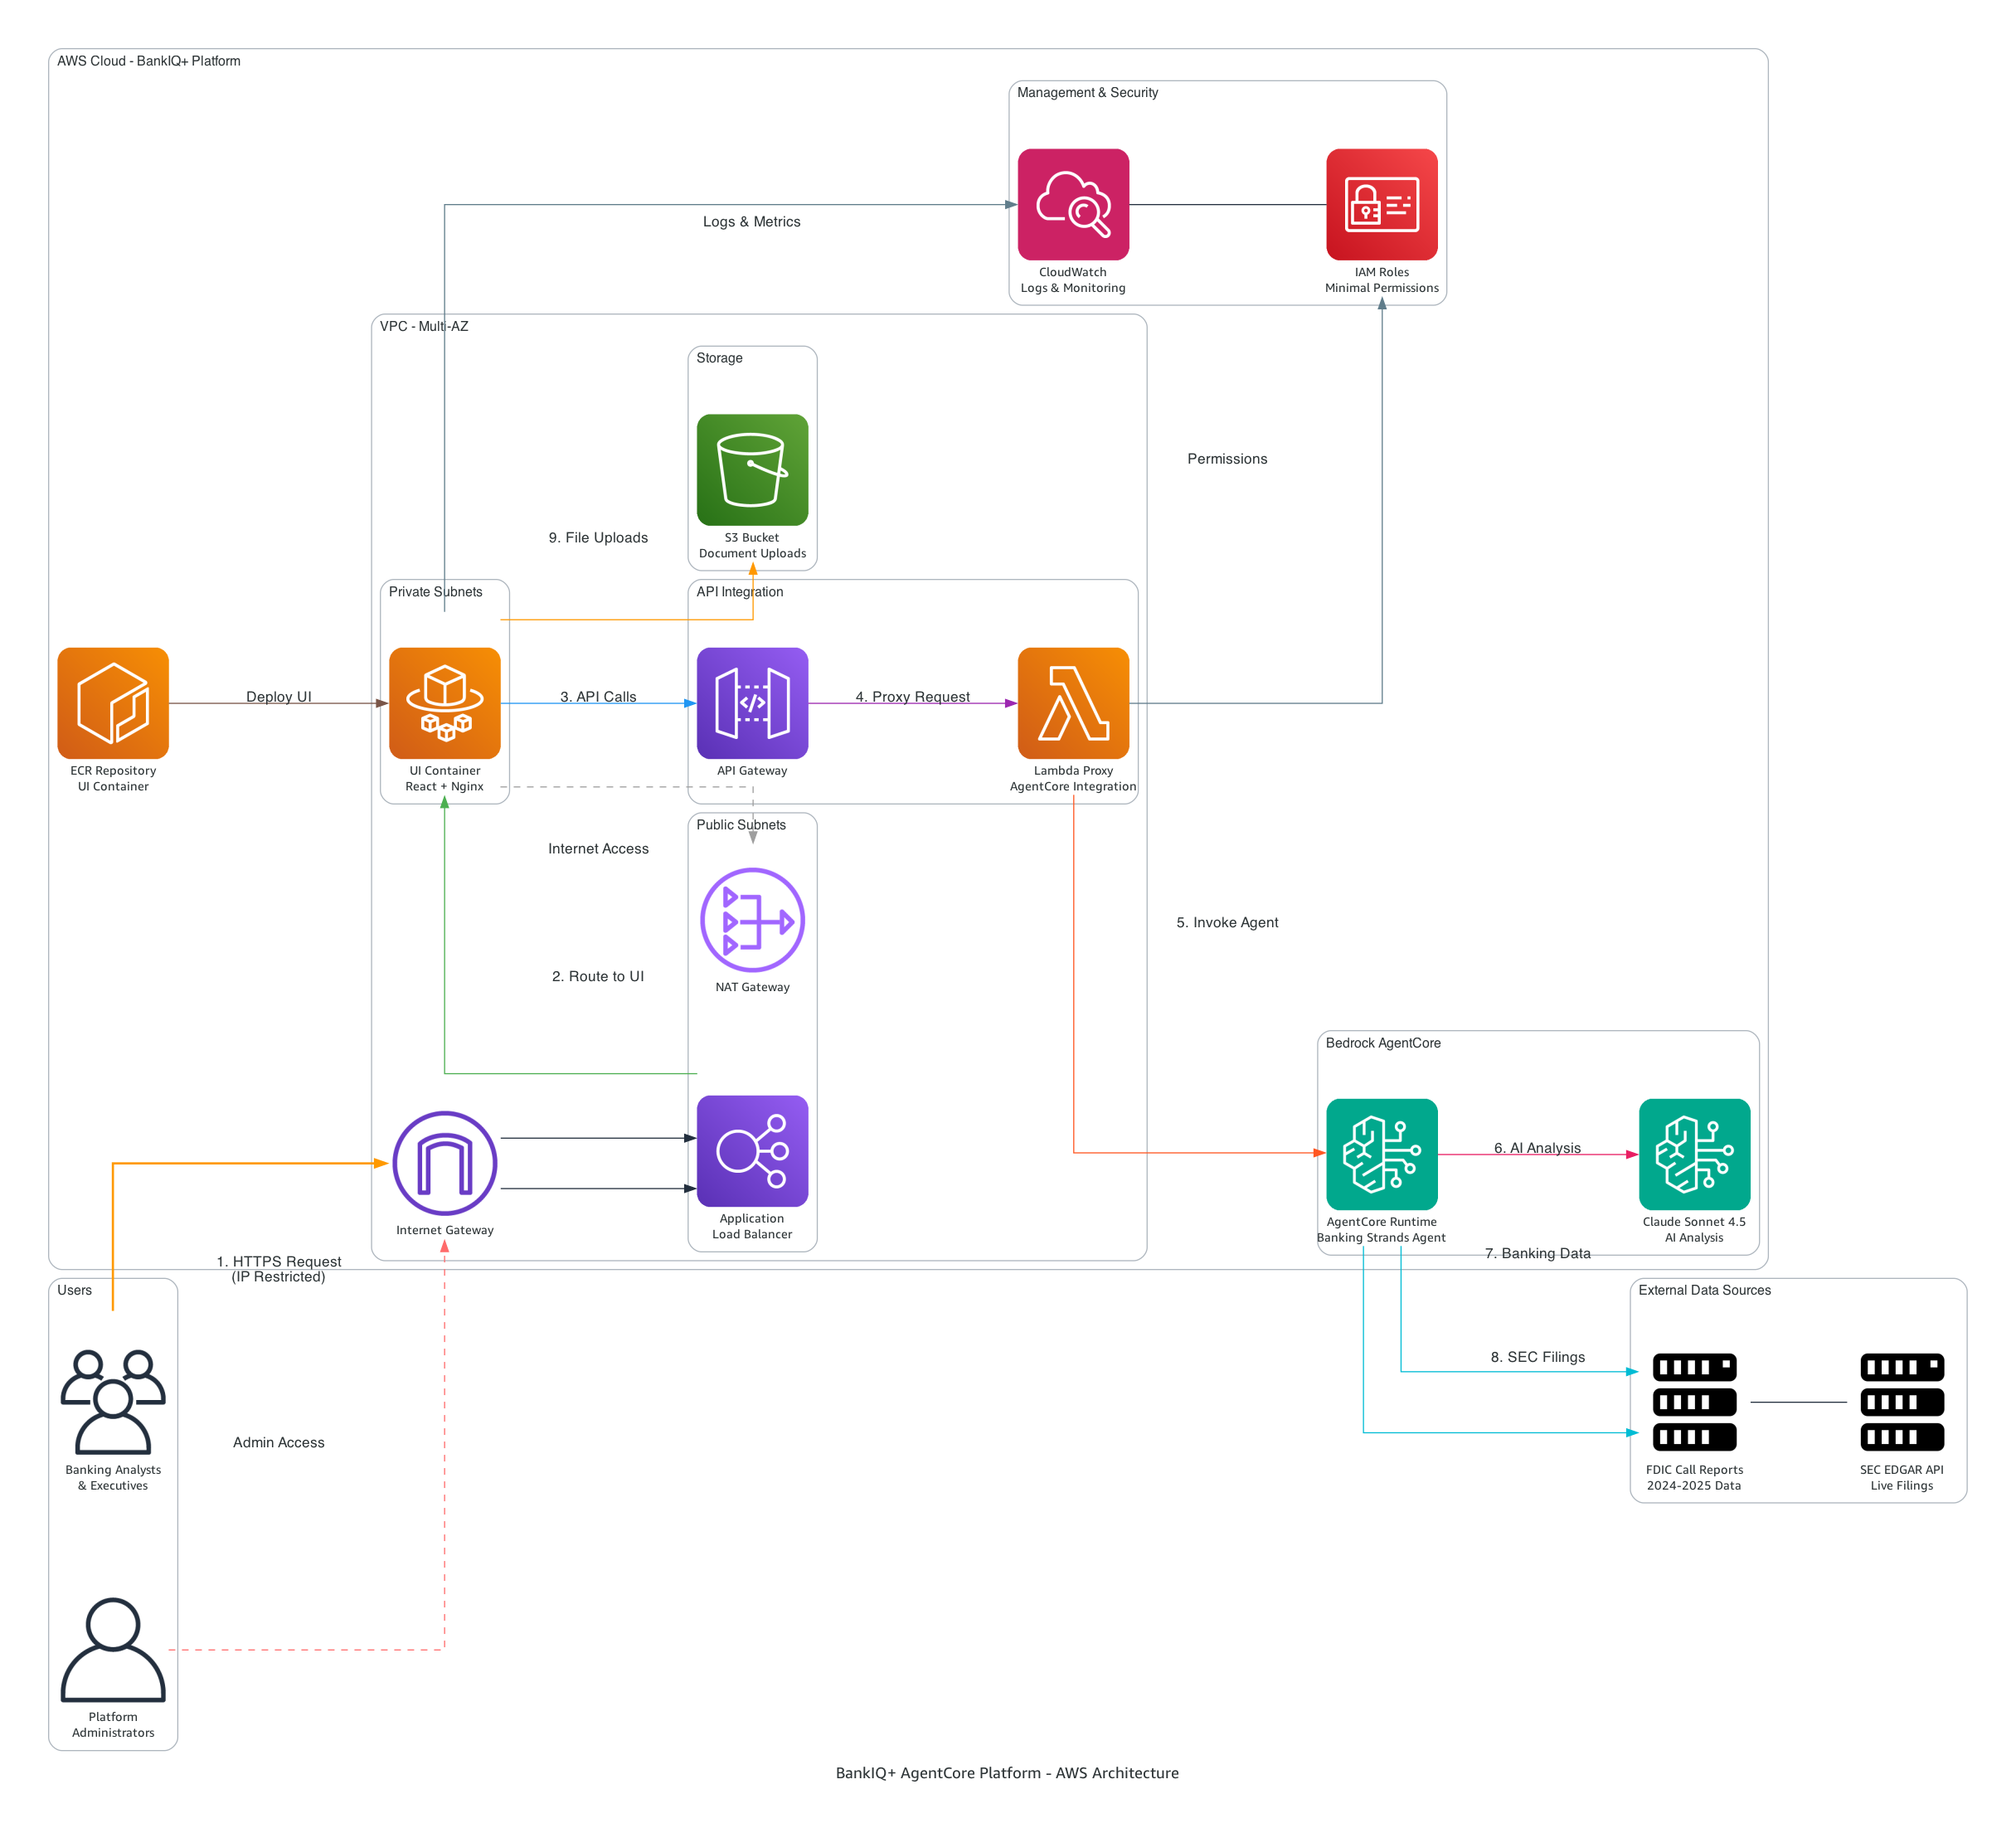 AWS Cloud - BankIQ+ Platform
Management & Security
Logs & Metrics
CloudWatch
Logs & Monitoring
IAM Roles
Minimal Permissions
VPC - Multi-AZ
Storage
Permissions
9. File Uploads
S3 Bucket
Document Uploads
Private Subnets
API Integration
Deploy UI
3. API Calls
4. Proxy Request
ECR Repository
UI Container
UI Container
React + Nginx
API Gateway
Lambda Proxy
AgentCore Integration
Public Subnets
Internet Access
5. Invoke Agent
2. Route to UI
NAT Gateway
Bedrock AgentCore
6. AI Analysis
Internet Gateway
Application
Load Balancer
AgentCore Runtime
Banking Strands Agent
Claude Sonnet 4.5
AI Analysis
7. Banking Data
1. HTTPS Request
(IP Restricted)
Users
External Data Sources
8. SEC Filings
Admin Access
Banking Analysts
& Executives
FDIC Call Reports
2024-2025 Data
SEC EDGAR API
Live Filings
Platform
Administrators
BankIQ+ AgentCore Platform - AWS Architecture